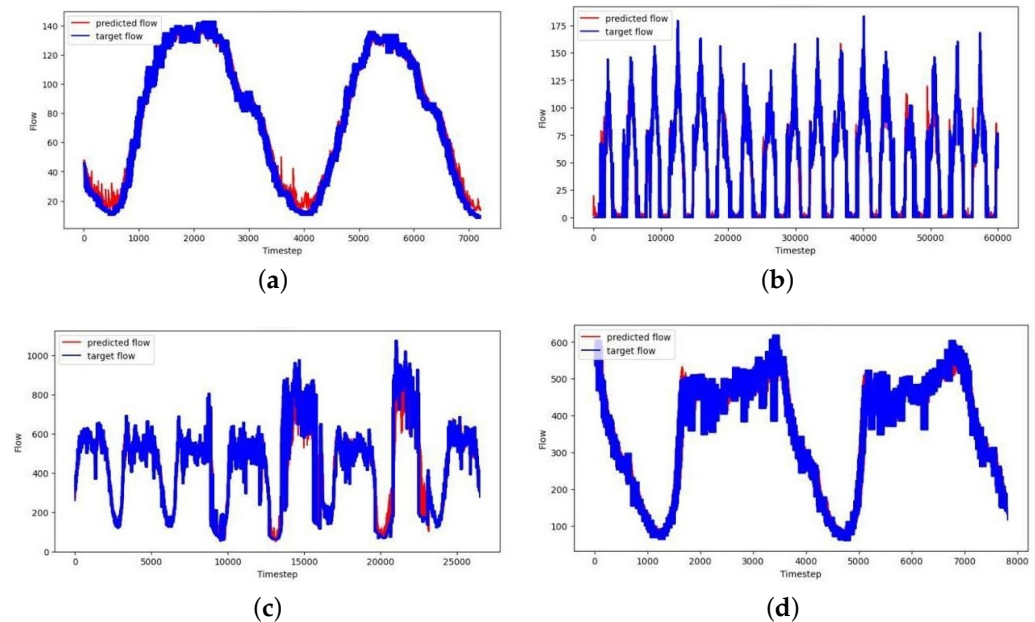 predicted flow
target flow
140
120
100
80
60
40
20
Flow
0 1000 2000 3000 4000 5000 6000 7000
Timestep
(a)
predicted flow
target flow
175
150
125
100
75
50
25
0
Flow
0 10000 20000 30000 40000 50000 60000
Timestep
(b)
predicted flow
target flow
1000
800
600
400
200
0
Flow
0 5000 10000 15000 20000 25000
Timestep
(c)
predicted flow
target flow
600
500
400
300
200
100
Flow
0 1000 2000 3000 4000 5000 6000 7000 8000
Timestep
(d)